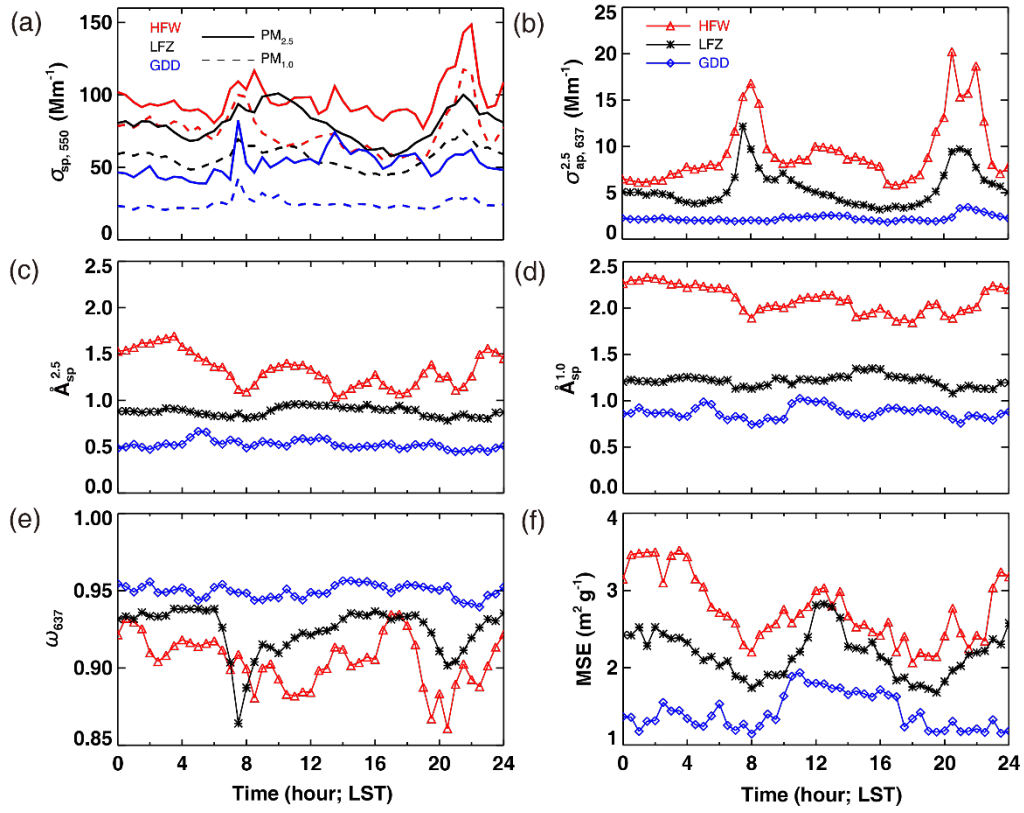 (a)
150
100
50
0
σsp, 550 (Mm⁻¹)
HFW
LFZ
GDD
PM2.5
PM1.0
(b)
25
20
15
10
5
0
σ²·⁵ap, 637 (Mm⁻¹)
HFW
LFZ
GDD
(c)
2.5
2.0
1.5
1.0
0.5
0.0
Åsp²·⁵
(d)
2.5
2.0
1.5
1.0
0.5
0.0
Åsp¹·⁰
(e)
1.00
0.95
0.90
0.85
ω637
0 4 8 12 16 20 24
Time (hour; LST)
(f)
4
3
2
1
MSE (m² g⁻¹)
0 4 8 12 16 20 24
Time (hour; LST)